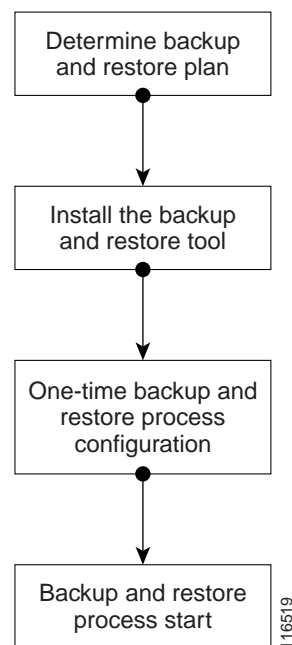 Determine backup
and restore plan
Install the backup
and restore tool
One-time backup and
restore process
configuration
Backup and restore
process start
116519